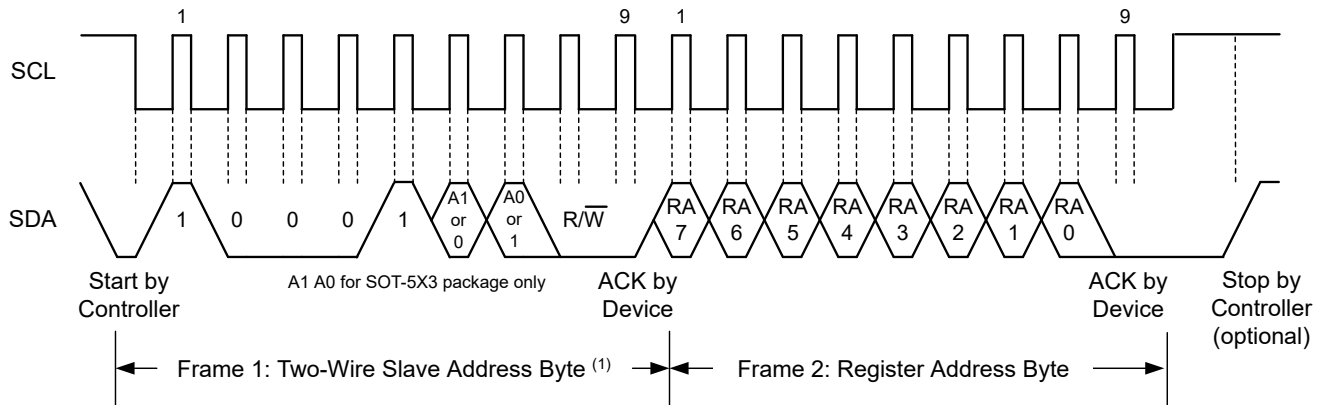 1 9 1 9
SCL
SDA
1 0 0 0 1 A1 or 0 A0 or 1 R/W̅ RA 7 RA 6 RA 5 RA 4 RA 3 RA 2 RA 1 RA 0
Start by
Controller
A1 A0 for SOT-5X3 package only
ACK by
Device
ACK by
Device
Stop by
Controller
(optional)
Frame 1: Two-Wire Slave Address Byte (1)
Frame 2: Register Address Byte